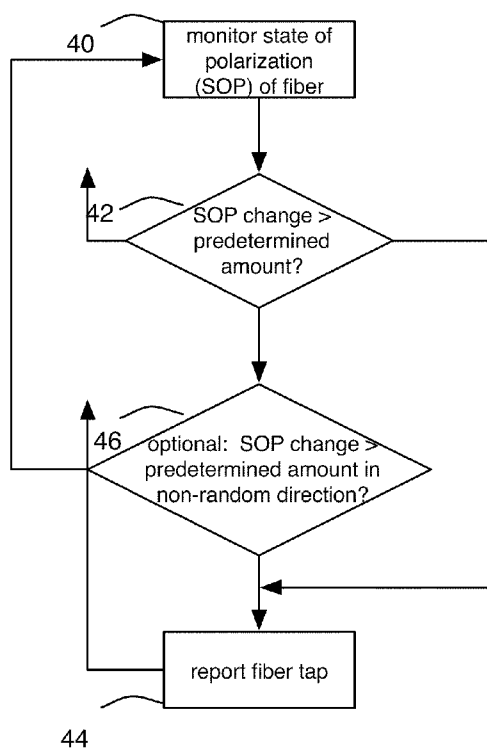 40
monitor state of
polarization
(SOP) of fiber
42
SOP change >
predetermined
amount?
46
optional: SOP change >
predetermined amount in
non-random direction?
report fiber tap
44